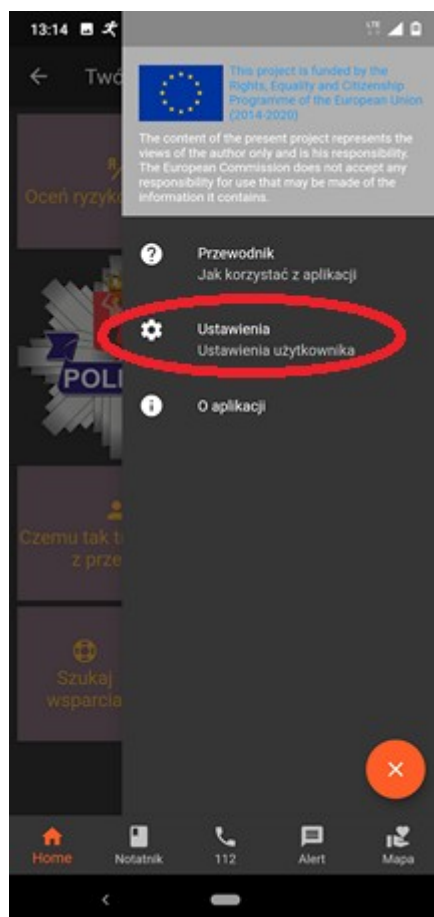 13:14
LTE
Twó
This project is funded by the
Rights, Equality and Citizenship
Programme of the European Union
(2014-2020)
The content of the present project represents the
views of the author only and is his responsibility.
The European Commission does not accept any
responsibility for use that may be made of the
information it contains.
Oceń ryzyko
Przewodnik
Jak korzystać z aplikacji
Ustawienia
Ustawienia użytkownika
POLI
O aplikacji
Czemu tak t
z prze
Szukaj
wsparcia
Home
Notatnik
112
Alert
Mapa